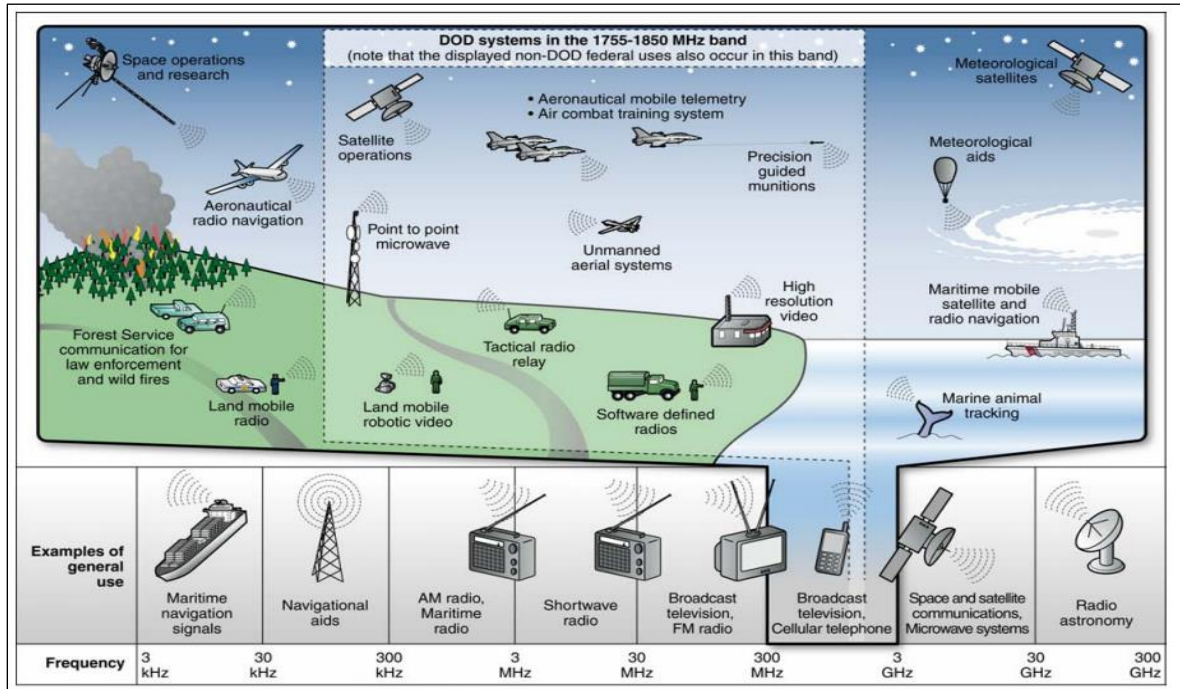 DOD systems in the 1755-1850 MHz band
(note that the displayed non-DOD federal uses also occur in this band)
Space operations
and research
Meteorological
satellites
• Aeronautical mobile telemetry
• Air combat training system
Satellite
operations
Precision
guided
munitions
Meteorological
aids
Aeronautical
radio navigation
Point to point
microwave
Unmanned
aerial systems
High
resolution
video
Maritime mobile
satellite and
radio navigation
Forest Service
communication for
law enforcement
and wild fires
Tactical radio
relay
Land mobile
radio
Land mobile
robotic video
Software defined
radios
Marine animal
tracking
Examples of
general
use
Maritime
navigation
signals
Navigational
aids
AM radio,
Maritime
radio
Shortwave
radio
Broadcast
television,
FM radio
Broadcast
television,
Cellular telephone
Space and satellite
communications,
Microwave systems
Radio
astronomy
Frequency
3
kHz
30
kHz
300
kHz
3
MHz
30
MHz
300
MHz
3
GHz
30
GHz
300
GHz